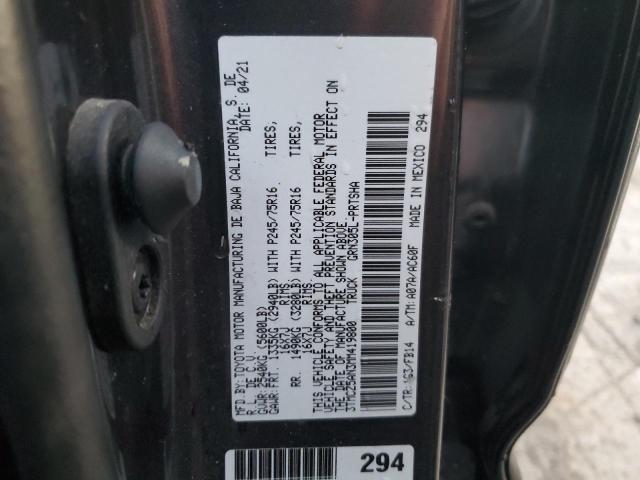 MFD.BY:TOYOTA MOTOR MANUFACTURING DE BAJA CALIFORNIA, S. DE
R. L. DE C. V. DATE: 04/21
GVWR: 2540KG (5600LB)
GAWR:FRT. 1335KG (2940LB) WITH P245/75R16 TIRES,
16X7J RIMS.
RR. 1490KG (3280LB) WITH P245/75R16 TIRES,
16X7J RIMS.
THIS VEHICLE CONFORMS TO ALL APPLICABLE FEDERAL MOTOR
VEHICLE SAFETY AND THEFT PREVENTION STANDARDS IN EFFECT ON
THE DATE OF MANUFACTURE SHOWN ABOVE.
3TMCZ5AN3MM419800 TRUCK GRN305L-PRTSHA
C/TR: 1G3/FB14 A/TM: A07A/AC60F MADE IN MEXICO 294
294